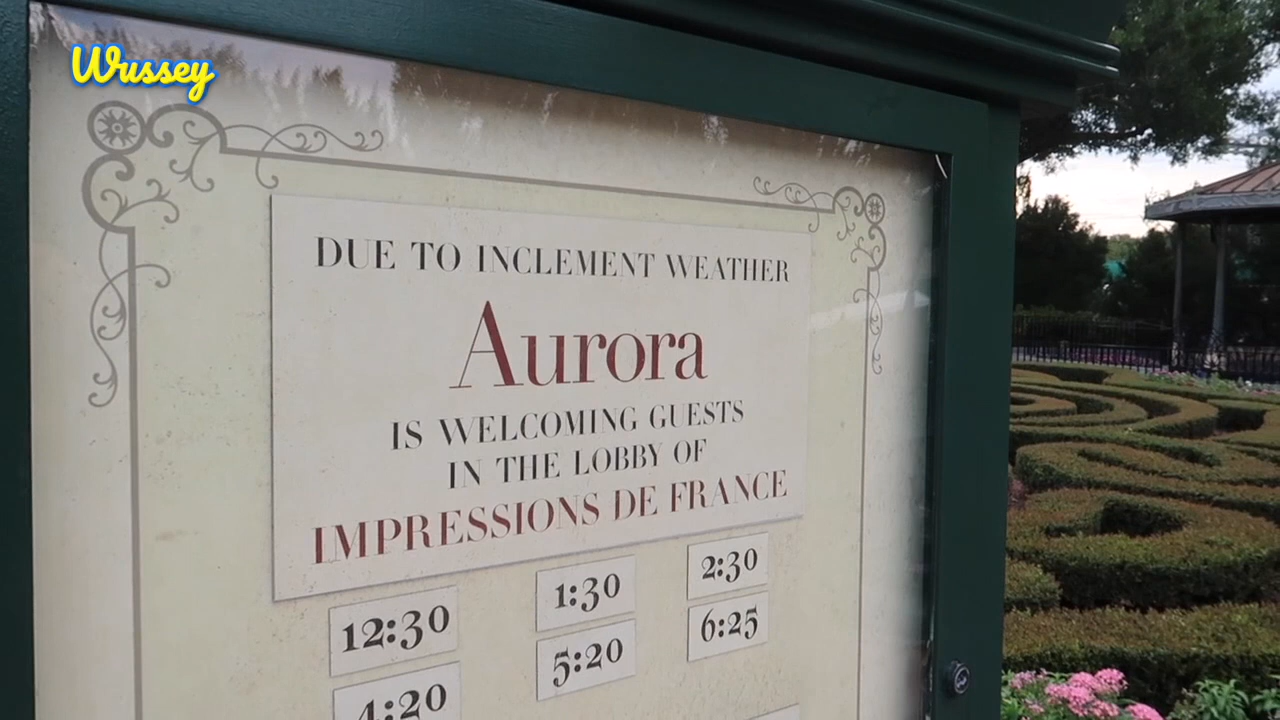 Wussey
DUE TO INCLEMENT WEATHER
Aurora
IS WELCOMING GUESTS
IN THE LOBBY OF
IMPRESSIONS DE FRANCE
12:30 1:30 2:30
4:20 5:20 6:25